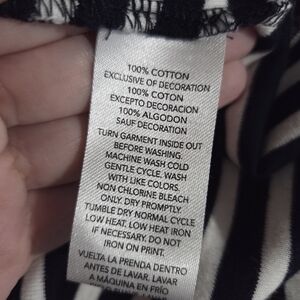 100% COTTON
EXCLUSIVE OF DECORATION
100% COTON
EXCEPTO DECORACION
100% ALGODON
SAUF DECORATION
TURN GARMENT INSIDE OUT
BEFORE WASHING.
MACHINE WASH COLD
GENTLE CYCLE. WASH
WITH LIKE COLORS.
NON CHLORINE BLEACH
ONLY. DRY PROMPTLY.
TUMBLE DRY NORMAL CYCLE
LOW HEAT. LOW HEAT IRON
IF NECESSARY. DO NOT
IRON ON PRINT.
VUELTA LA PRENDA DENTRO
ANTES DE LAVAR. LAVAR
A MÁQUINA EN FRÍO